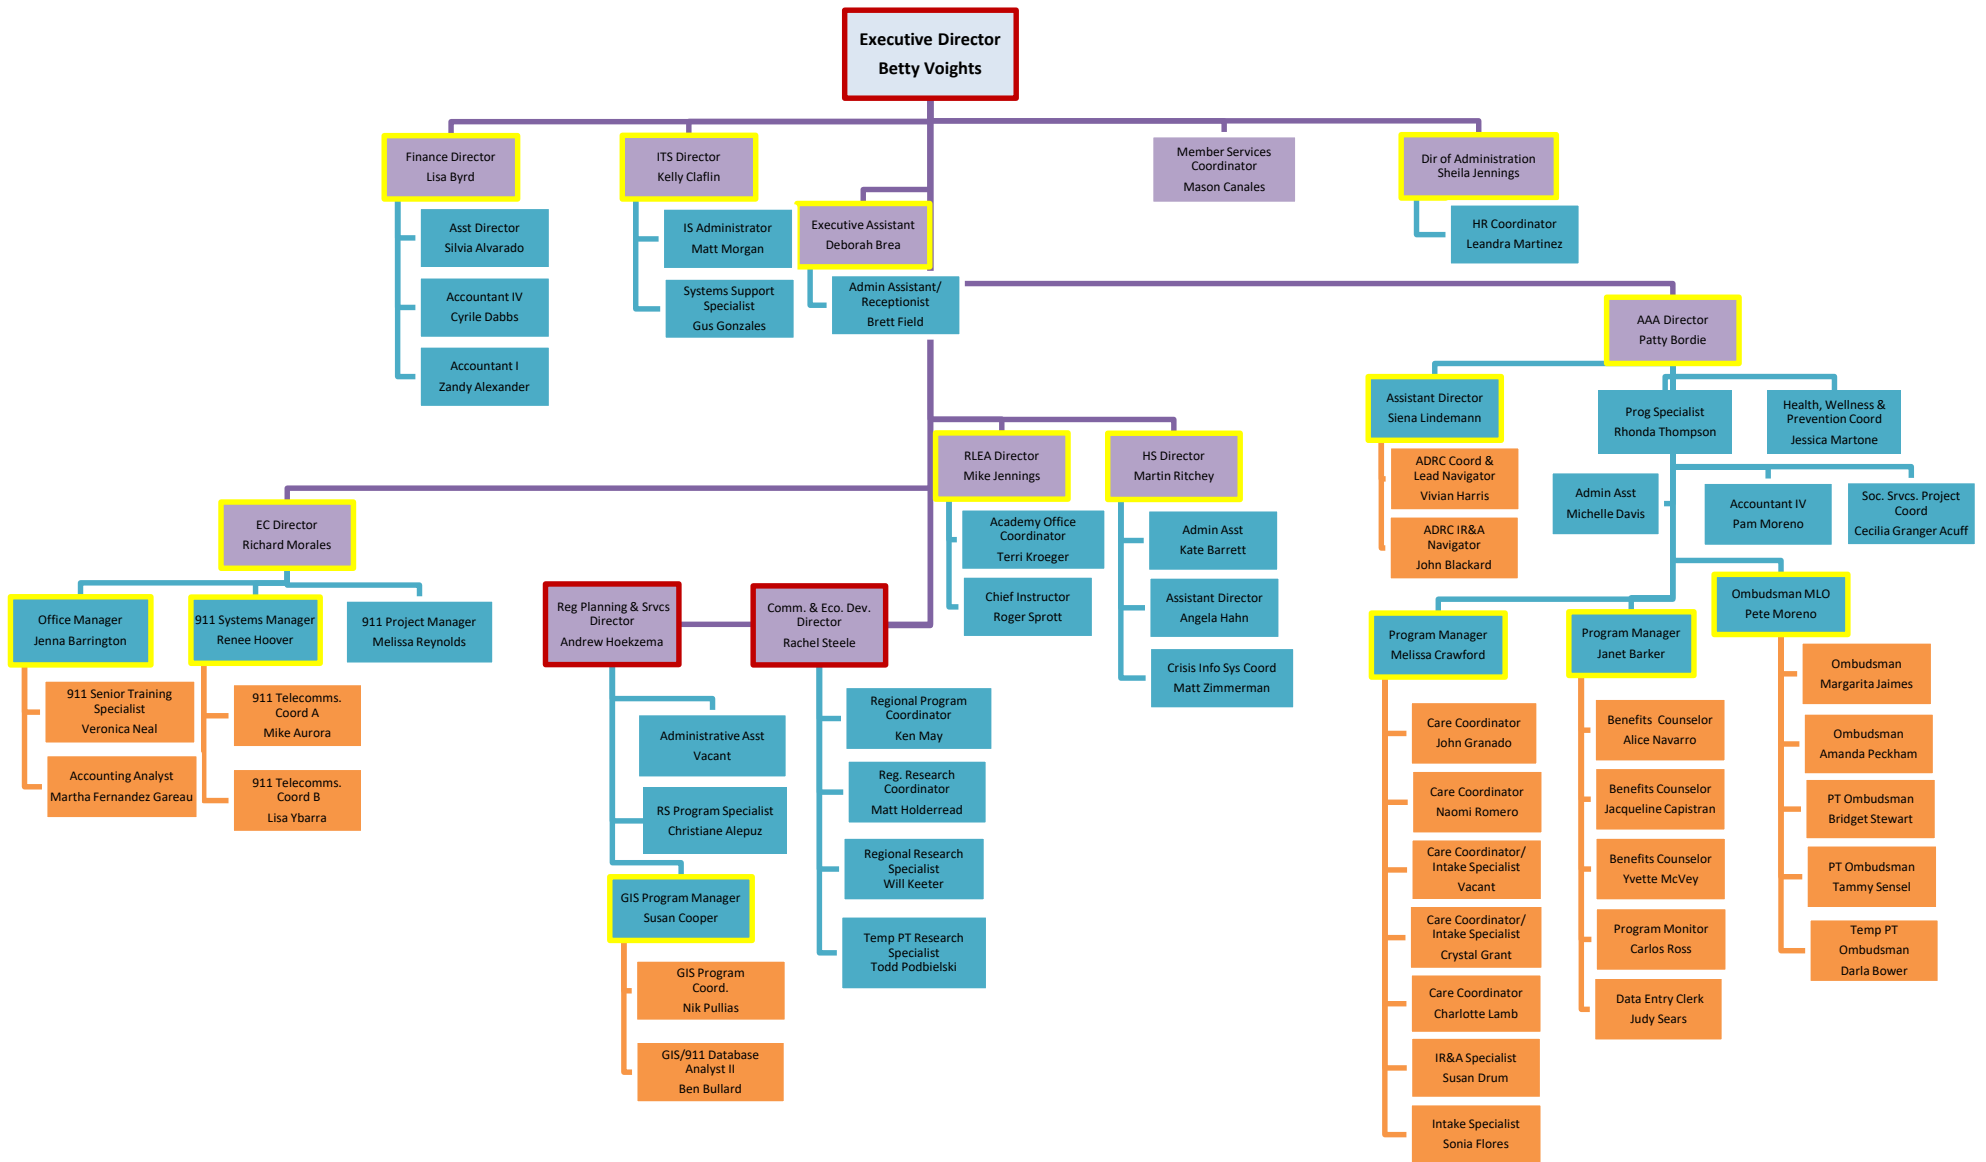 Executive Director
Betty Voights
Finance Director
Lisa Byrd
ITS Director
Kelly Claflin
Member Services
Coordinator
Mason Canales
Dir of Administration
Sheila Jennings
Asst Director
Silvia Alvarado
Accountant IV
Cyrile Dabbs
Accountant I
Zandy Alexander
IS Administrator
Matt Morgan
Systems Support
Specialist
Gus Gonzales
Executive Assistant
Deborah Brea
Admin Assistant/
Receptionist
Brett Field
HR Coordinator
Leandra Martinez
AAA Director
Patty Bordie
Assistant Director
Siena Lindemann
Prog Specialist
Rhonda Thompson
Health, Wellness &
Prevention Coord
Jessica Martone
ADRC Coord &
Lead Navigator
Vivian Harris
ADRC IR&A
Navigator
John Blackard
Admin Asst
Michelle Davis
Accountant IV
Pam Moreno
Soc. Srvcs. Project
Coord
Cecilia Granger Acuff
RLEA Director
Mike Jennings
HS Director
Martin Ritchey
Academy Office
Coordinator
Terri Kroeger
Chief Instructor
Roger Sprott
Admin Asst
Kate Barrett
Assistant Director
Angela Hahn
Crisis Info Sys Coord
Matt Zimmerman
EC Director
Richard Morales
Office Manager
Jenna Barrington
911 Systems Manager
Renee Hoover
911 Project Manager
Melissa Reynolds
911 Senior Training
Specialist
Veronica Neal
Accounting Analyst
Martha Fernandez Gareau
911 Telecomms.
Coord A
Mike Aurora
911 Telecomms.
Coord B
Lisa Ybarra
Reg Planning & Srvcs
Director
Andrew Hoekzema
Comm. & Eco. Dev.
Director
Rachel Steele
Administrative Asst
Vacant
RS Program Specialist
Christiane Alepuz
GIS Program Manager
Susan Cooper
GIS Program
Coord.
Nik Pullias
GIS/911 Database
Analyst II
Ben Bullard
Regional Program
Coordinator
Ken May
Reg. Research
Coordinator
Matt Holderread
Regional Research
Specialist
Will Keeter
Temp PT Research
Specialist
Todd Podbielski
Program Manager
Melissa Crawford
Program Manager
Janet Barker
Ombudsman MLO
Pete Moreno
Care Coordinator
John Granado
Care Coordinator
Naomi Romero
Care Coordinator/
Intake Specialist
Vacant
Care Coordinator/
Intake Specialist
Crystal Grant
Care Coordinator
Charlotte Lamb
IR&A Specialist
Susan Drum
Intake Specialist
Sonia Flores
Benefits  Counselor
Alice Navarro
Benefits Counselor
Jacqueline Capistran
Benefits Counselor
Yvette McVey
Program Monitor
Carlos Ross
Data Entry Clerk
Judy Sears
Ombudsman
Margarita Jaimes
Ombudsman
Amanda Peckham
PT Ombudsman
Bridget Stewart
PT Ombudsman
Tammy Sensel
Temp PT
Ombudsman
Darla Bower